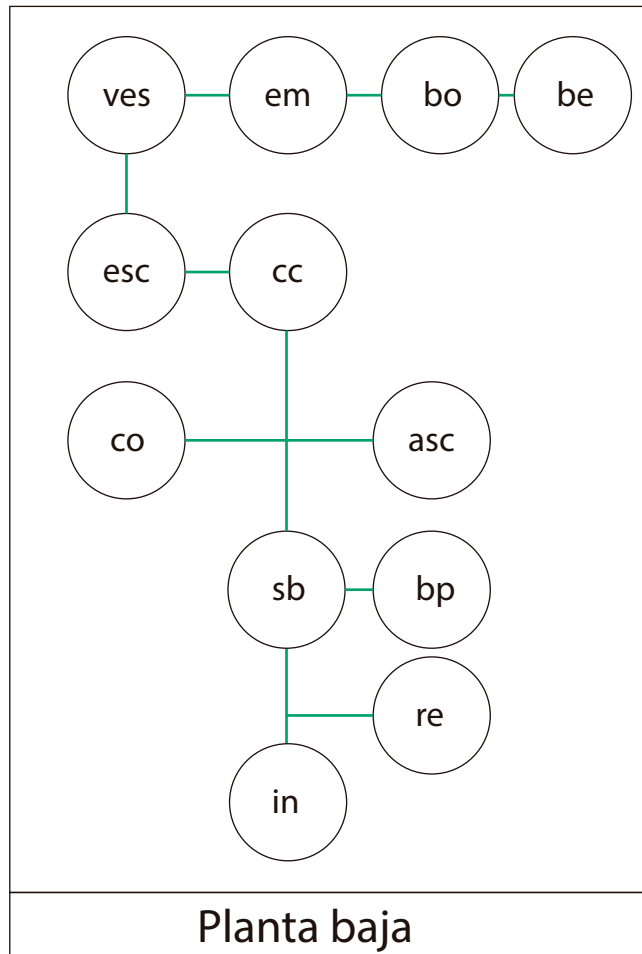 ves em bo be
esc cc
co asc
sb bp
re
in
Planta baja